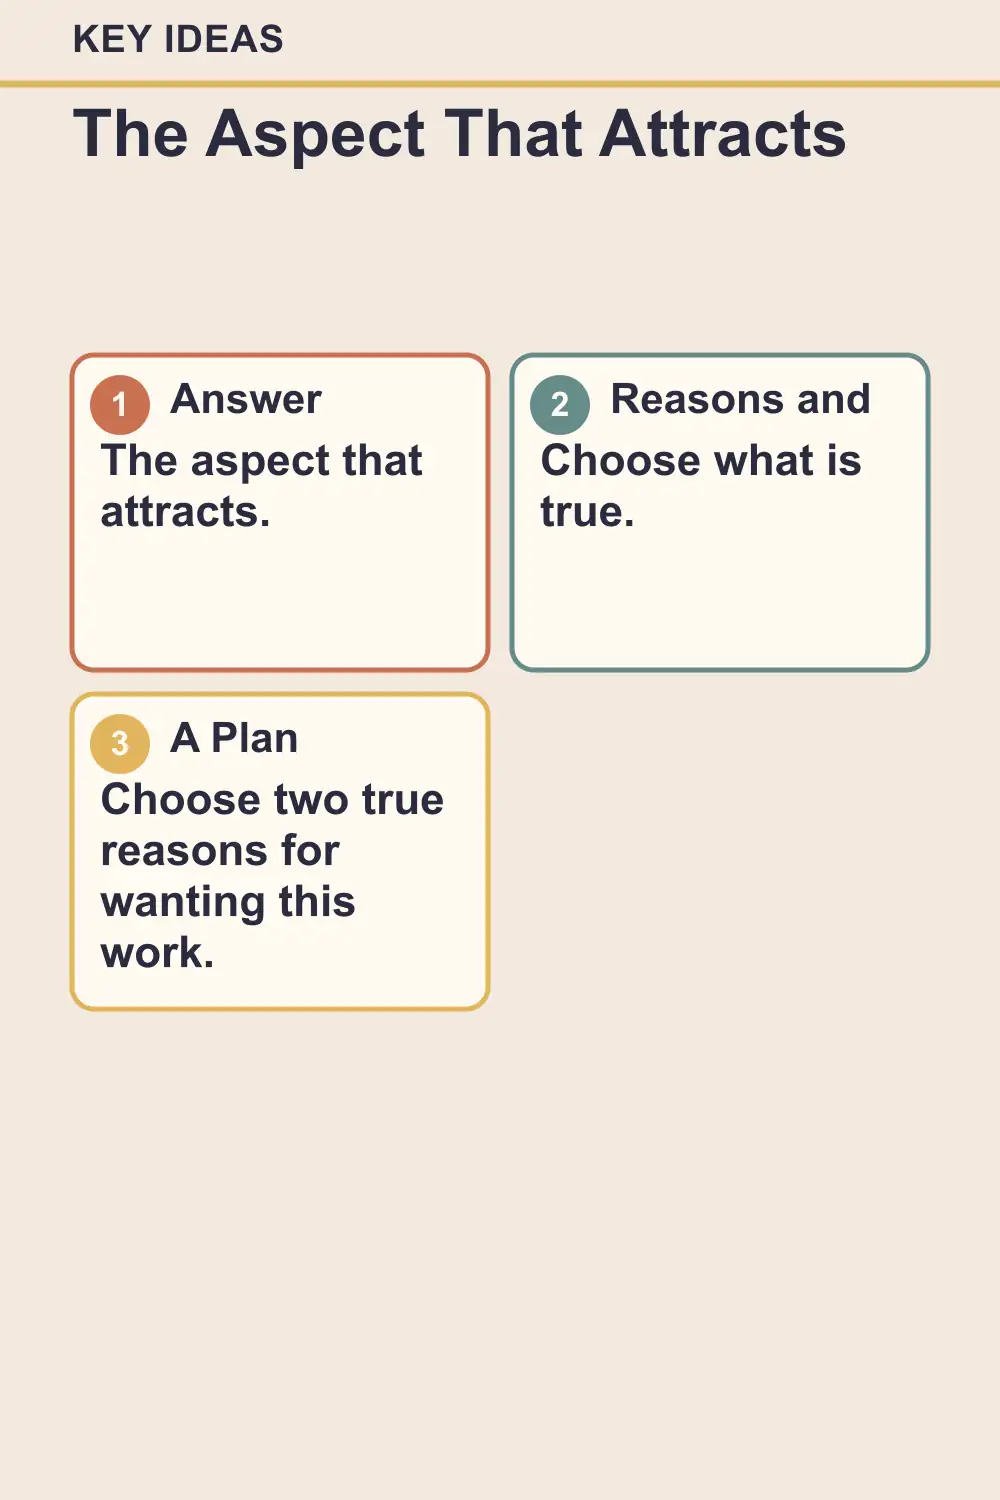 KEY IDEAS
The Aspect That Attracts
1 Answer
The aspect that
attracts.
2 Reasons and
Choose what is
true.
3 A Plan
Choose two true
reasons for
wanting this
work.